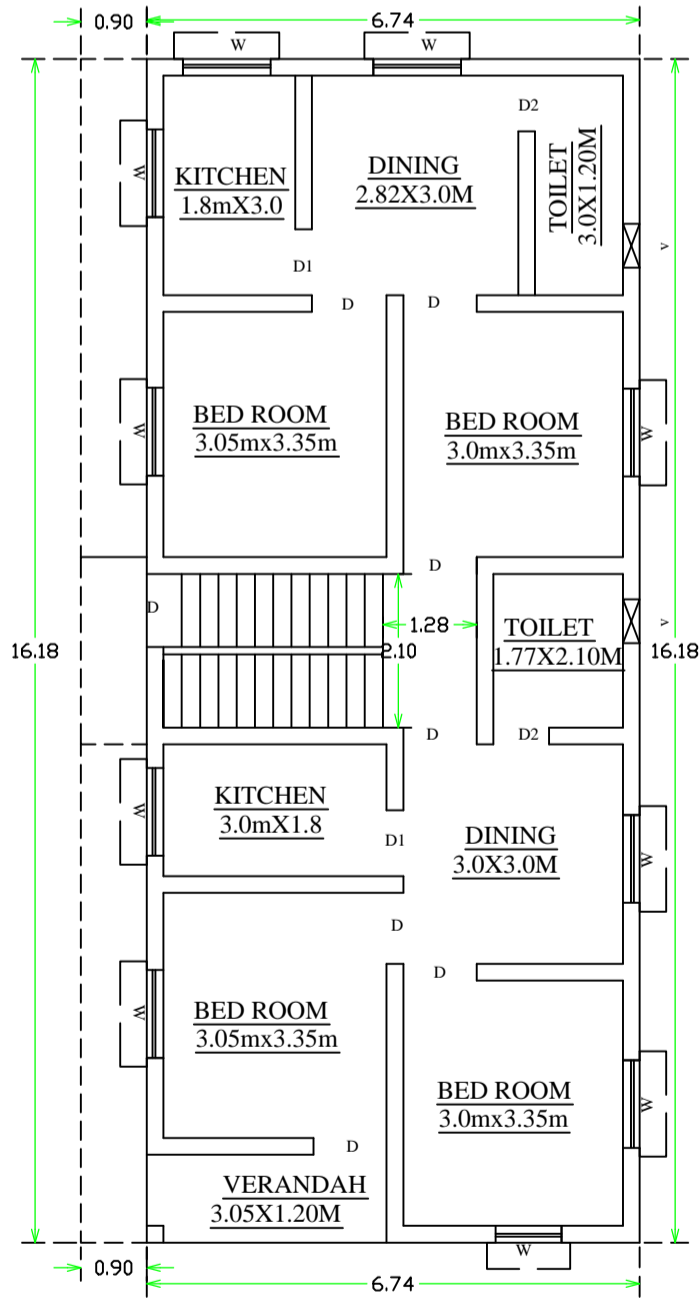 0.90
6.74
W
W
D2
KITCHEN
1.8mX3.0
DINING
2.82X3.0M
TOILET
3.0X1.20M
W
v
D1
D
D
BED ROOM
3.05mx3.35m
BED ROOM
3.0mx3.35m
W
W
D
D
1.28
TOILET
1.77X2.10M
v
16.18
2.10
16.18
D
D2
KITCHEN
3.0mX1.8
W
D1
DINING
3.0X3.0M
W
D
D
BED ROOM
3.05mx3.35m
W
BED ROOM
3.0mx3.35m
W
D
VERANDAH
3.05X1.20M
W
0.90
6.74